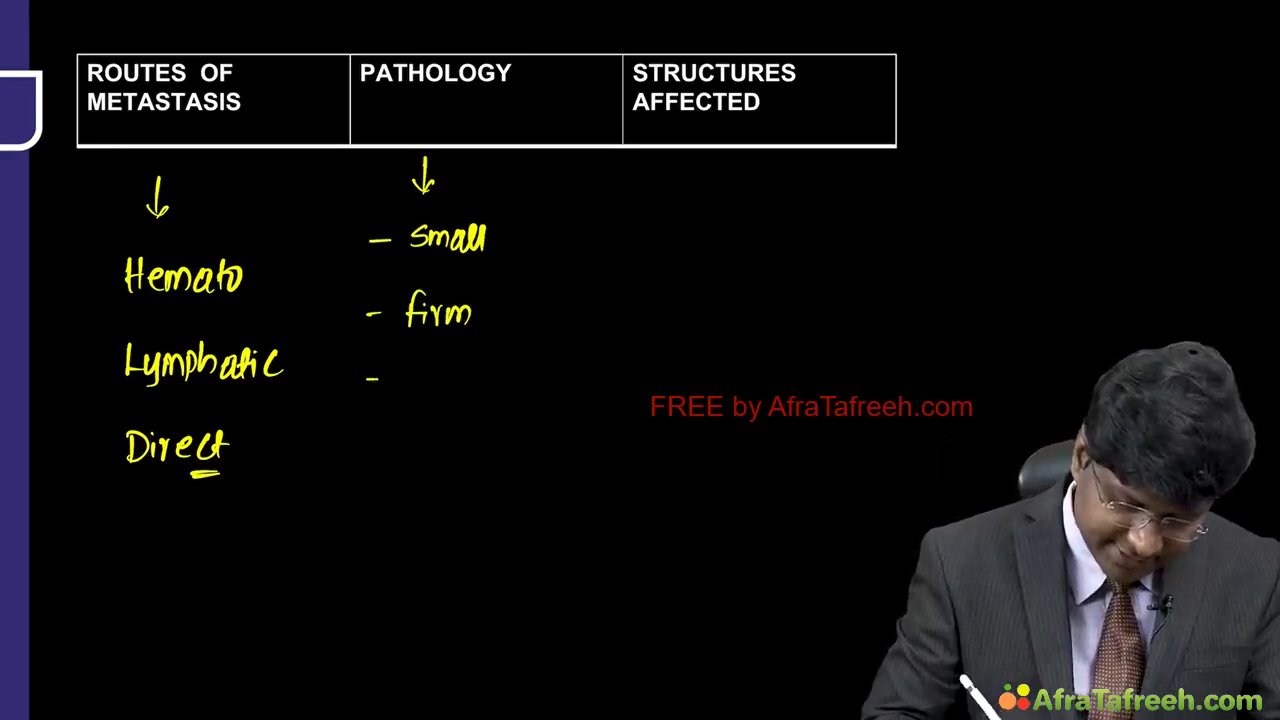 ROUTES OF
METASTASIS
PATHOLOGY
STRUCTURES
AFFECTED
Hemato
Lymphatic
Direct
- Small
- firm
-
FREE by AfraTafreeh.com
AfraTafreeh.com